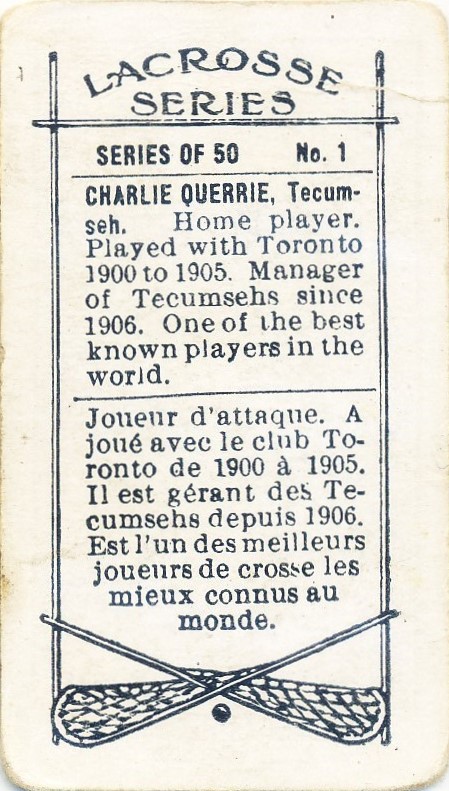 LACROSSE
SERIES
SERIES OF 50 No. 1
CHARLIE QUERRIE, Tecum-
seh. Home player.
Played with Toronto
1900 to 1905. Manager
of Tecumsehs since
1906. One of the best
known players in the
world.
Joueur d'attaque. A
joué avec le club To-
ronto de 1900 à 1905.
Il est gérant des Te-
cumsehs depuis 1906.
Est l'un des meilleurs
joueurs de crosse les
mieux connus au
monde.